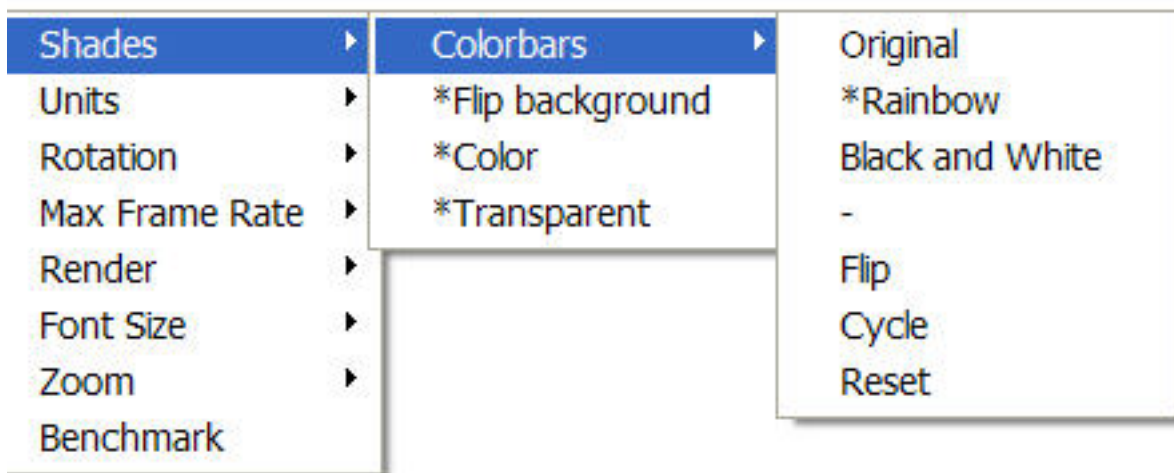 Shades
Units
Rotation
Max Frame Rate
Render
Font Size
Zoom
Benchmark
Colorbars
*Flip background
*Color
*Transparent
Original
*Rainbow
Black and White
-
Flip
Cycle
Reset